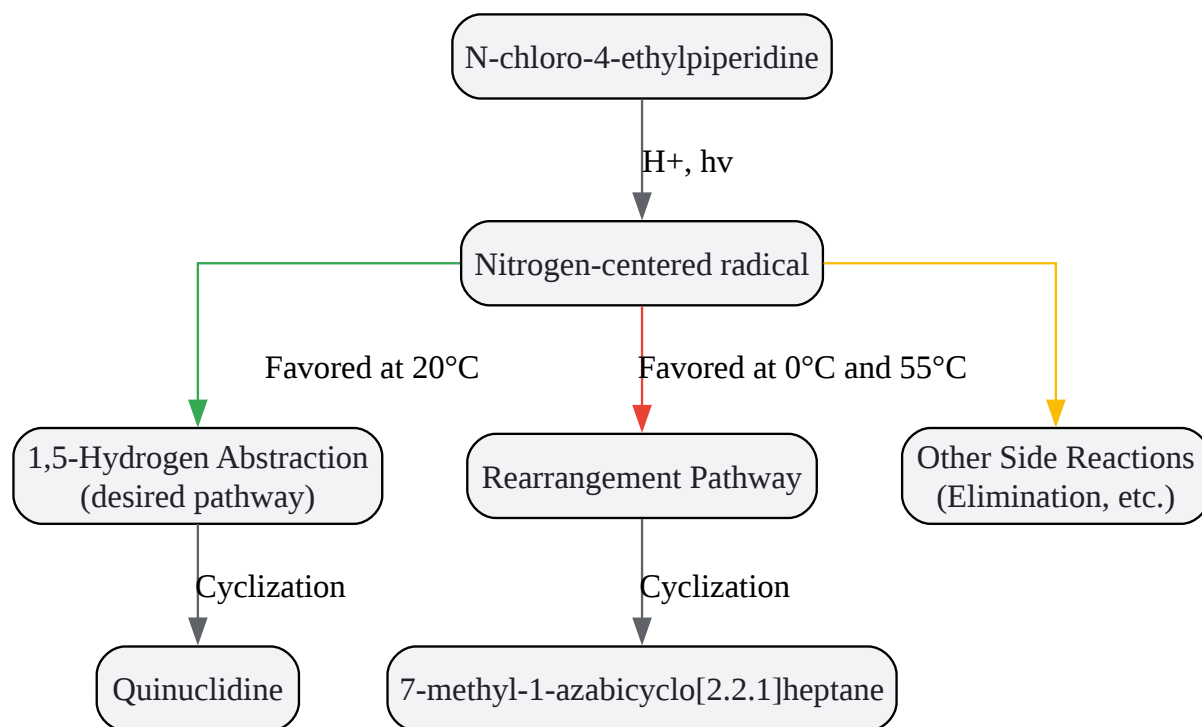 N-chloro-4-ethylpiperidine
H+, hv
Nitrogen-centered radical
Favored at 20°C
Favored at 0°C and 55°C
1,5-Hydrogen Abstraction
(desired pathway)
Rearrangement Pathway
Other Side Reactions
(Elimination, etc.)
Cyclization
Cyclization
Quinuclidine
7-methyl-1-azabicyclo[2.2.1]heptane